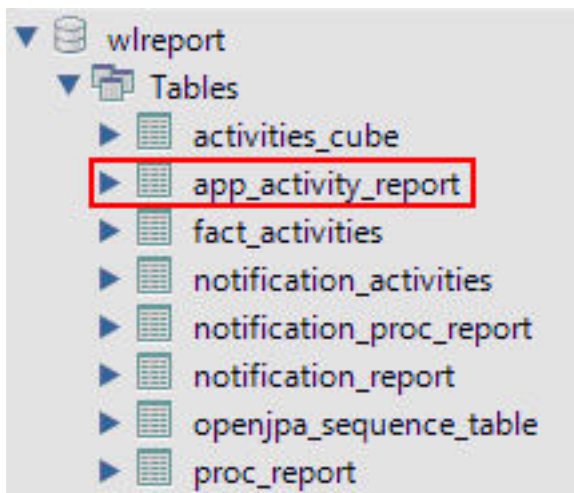 wlreport
Tables
activities_cube
app_activity_report
fact_activities
notification_activities
notification_proc_report
notification_report
openjpa_sequence_table
proc_report